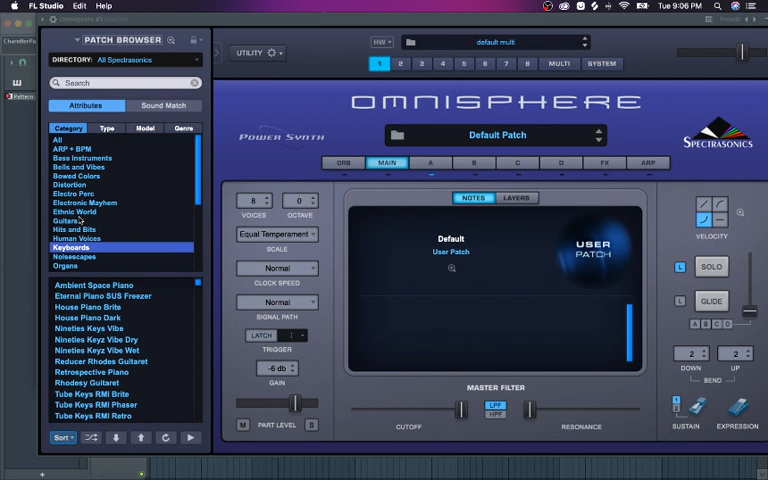 FL Studio File Edit Help
Tue 9:06 PM
Omnisphere #3
Presets
ChandlerPa
PATCH BROWSER
DIRECTORY: All Spectrasonics
Search
Attributes Sound Match
Category Type Model Genre
All
ARP + BPM
Bass Instruments
Bells and Vibes
Bowed Colors
Distortion
Electro Perc
Electronic Mayhem
Ethnic World
Guitars
Hits and Bits
Human Voices
Keyboards
Noisescapes
Organs
Ambient Space Piano
Eternal Piano SUS Freezer
House Piano Brite
House Piano Dark
Nineties Keys Vibe
Nineties Keyz Vibe Dry
Nineties Keyz Vibe Wet
Reducer Rhodes Guitaret
Retrospective Piano
Rhodesy Guitaret
Tube Keys RMI Brite
Tube Keys RMI Phaser
Tube Keys RMI Retro
Sort
Pattern
UTILITY
HW
default multi
1 2 3 4 5 6 7 8 MULTI SYSTEM
OMNISPHERE
POWER SYNTH
Default Patch
SPECTRASONICS
ORB MAIN A B C D FX ARP
8 0
VOICES OCTAVE
Equal Temperament
SCALE
Normal
CLOCK SPEED
Normal
SIGNAL PATH
LATCH
TRIGGER
-6 db
GAIN
M PART LEVEL S
NOTES LAYERS
Default
User Patch
USER
PATCH
MASTER FILTER
CUTOFF
LPF
HPF
RESONANCE
VELOCITY
L SOLO
L GLIDE
A B C D
2 2
DOWN UP
BEND
1
2
SUSTAIN EXPRESSION